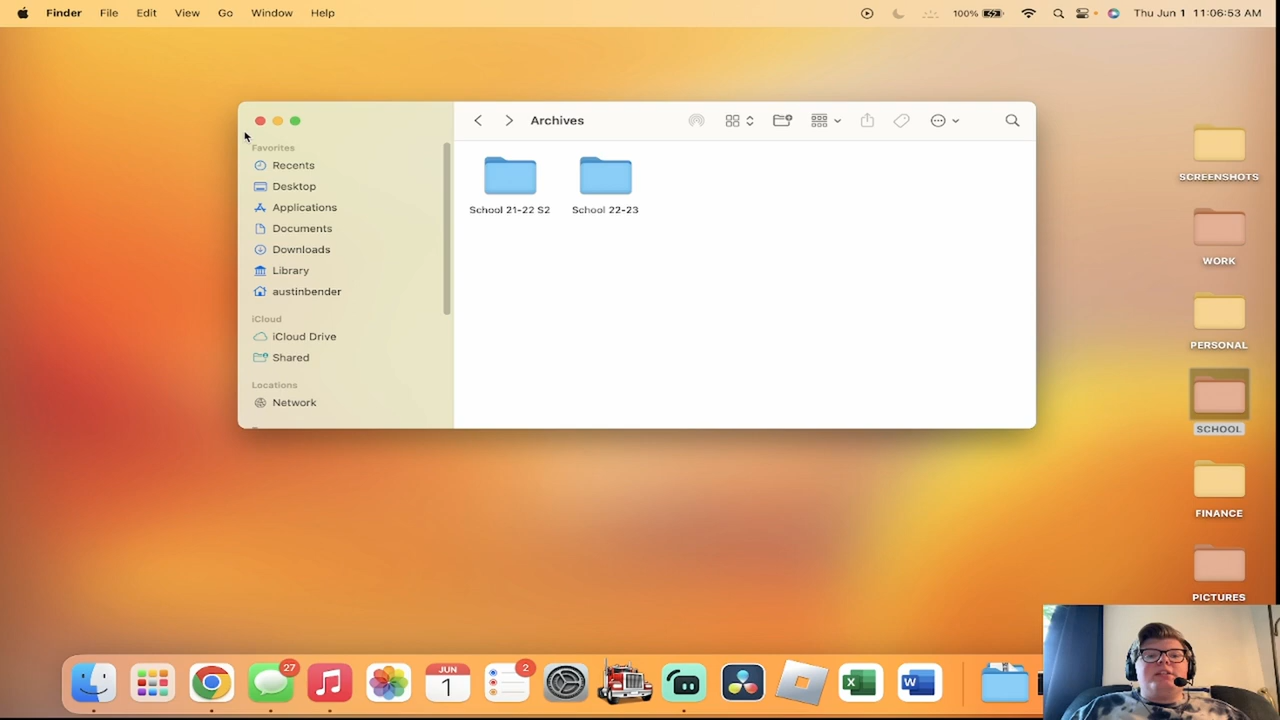 Finder File Edit View Go Window Help 100% Thu Jun 1 11:06:53 AM
Archives
Favorites
Recents
Desktop
Applications
Documents
Downloads
Library
austinbender
iCloud
iCloud Drive
Shared
Locations
Network
School 21-22 S2 School 22-23
SCREENSHOTS
WORK
PERSONAL
SCHOOL
FINANCE
PICTURES
27
JUN
1
2
X
W